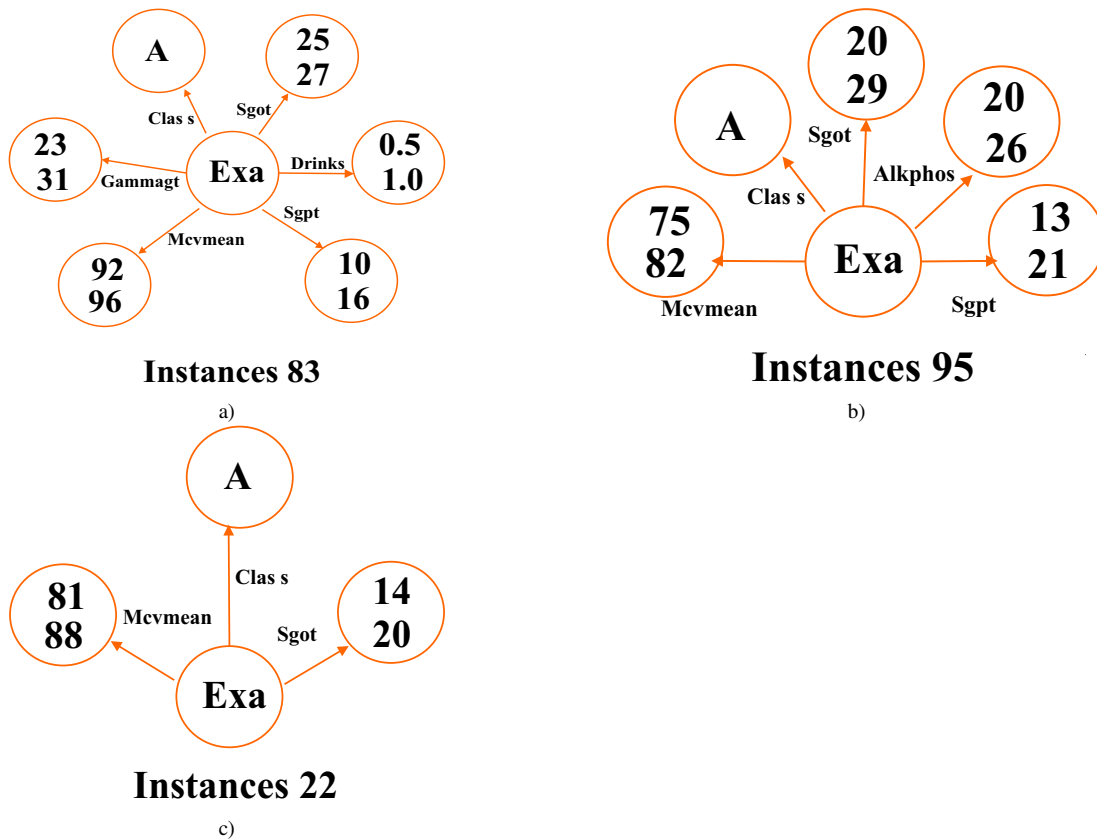 A
25
27
Clas s
Sgot
23
31
Gammagt
Exa
Drinks
0.5
1.0
Mcvmean
Sgpt
92
96
10
16
Instances 83
a)
A
20
29
20
26
Sgot
Clas s
Alkphos
75
82
Exa
13
21
Mcvmean
Sgpt
Instances 95
b)
A
81
88
Mcvmean
Clas s
Sgot
14
20
Exa
Instances 22
c)